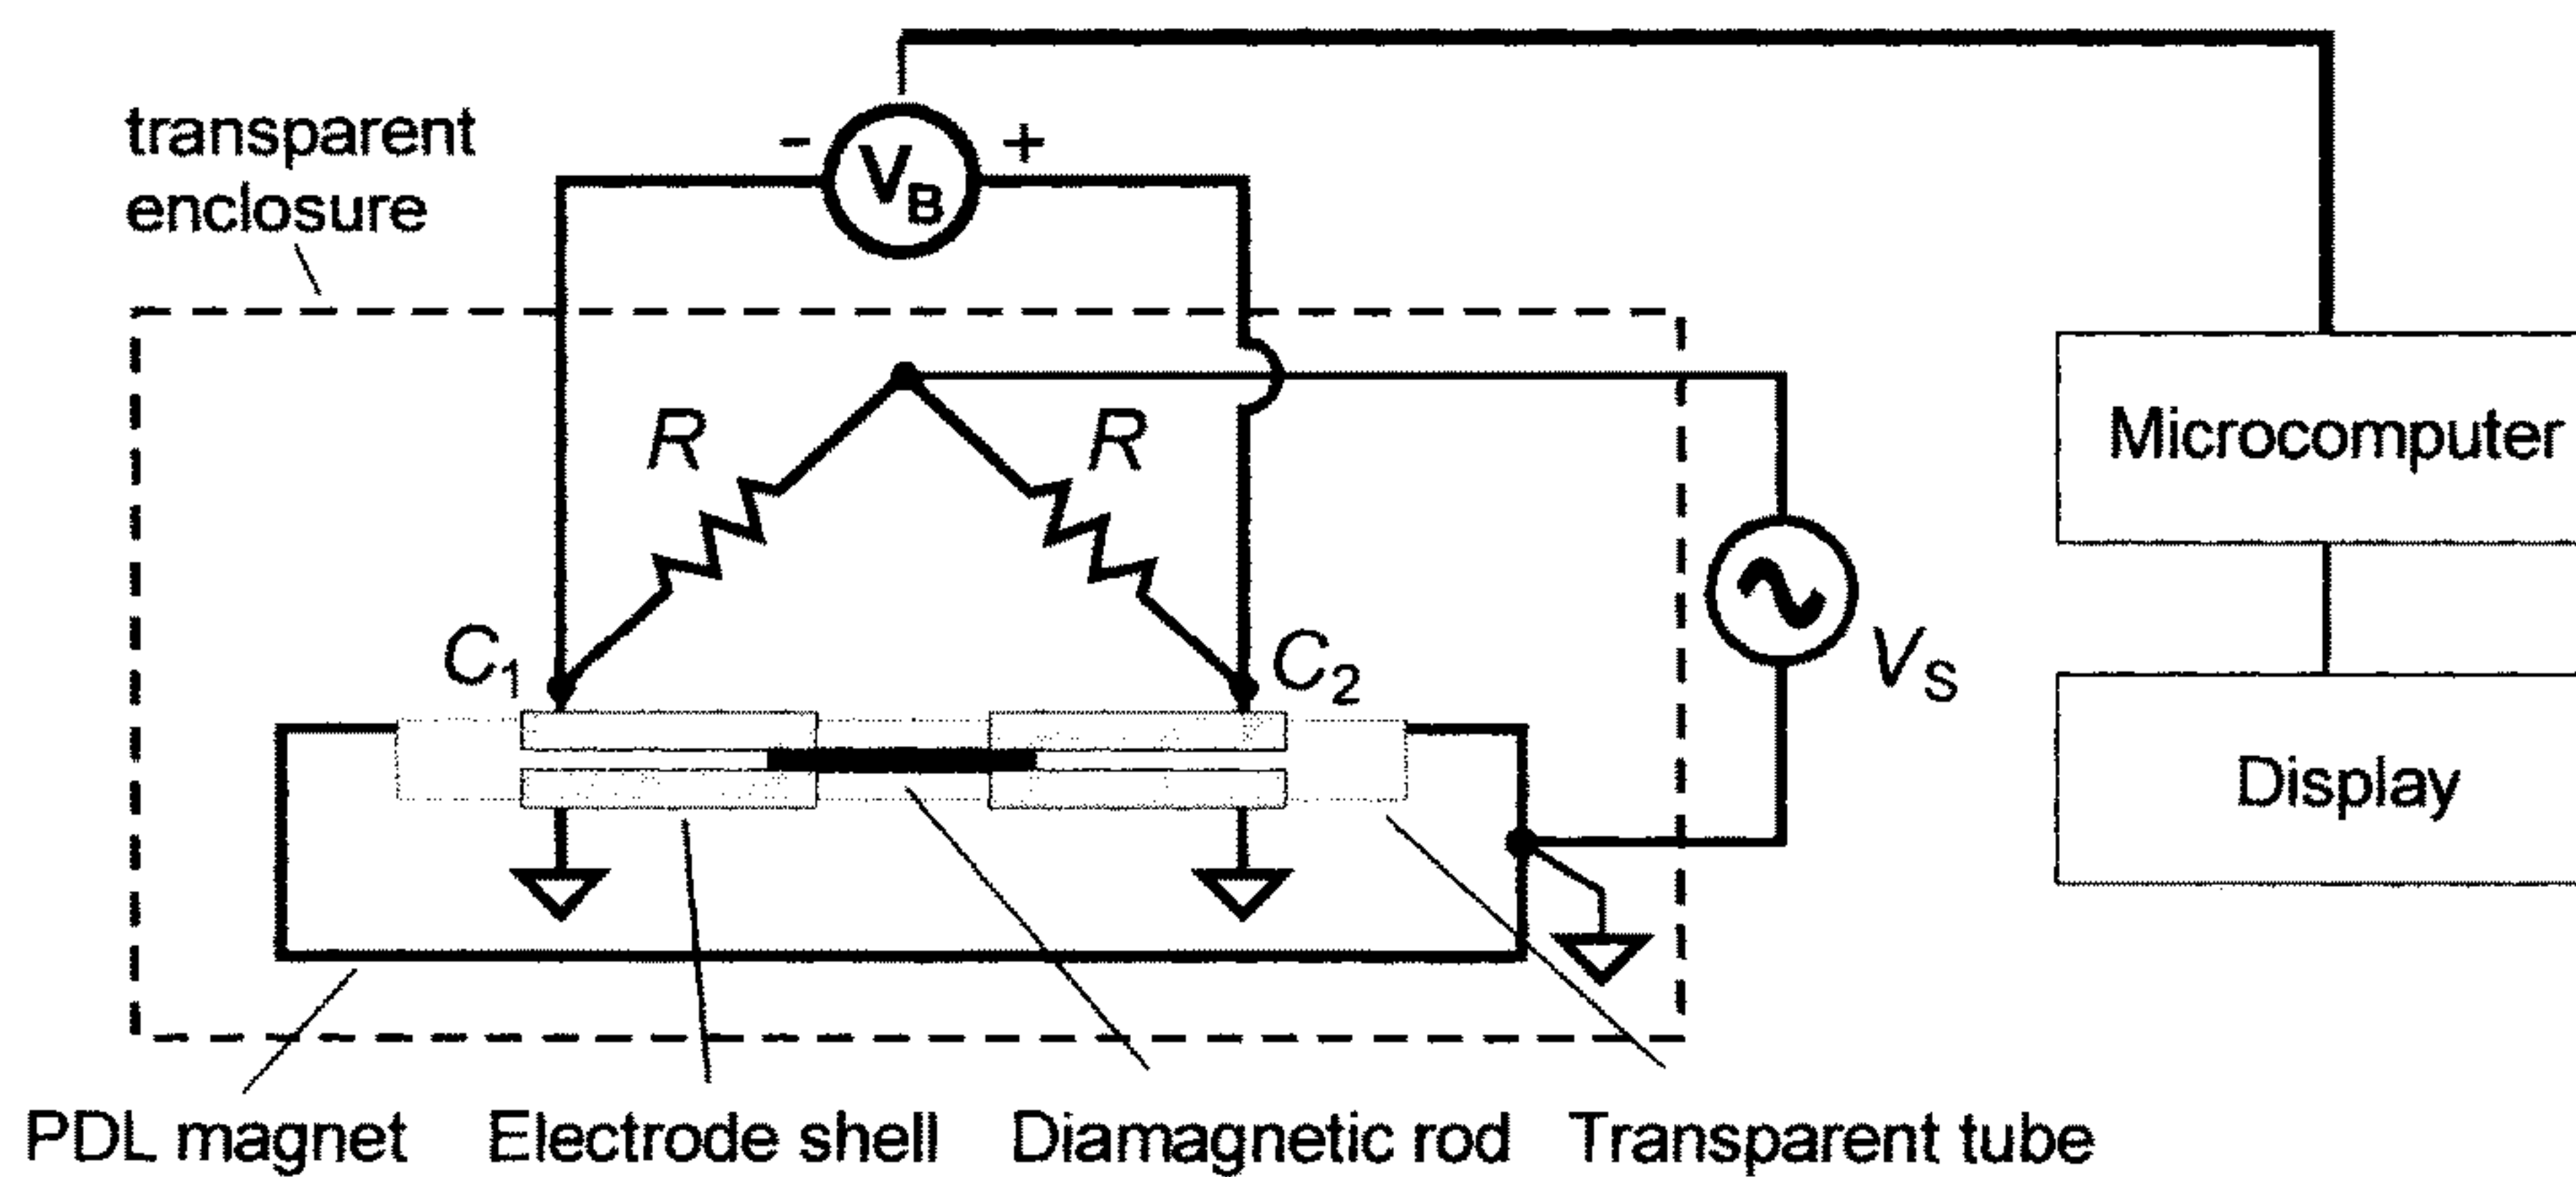 transparent
enclosure
- V_B +
R R
Microcomputer
C_1 C_2
V_S
Display
PDL magnet Electrode shell Diamagnetic rod Transparent tube